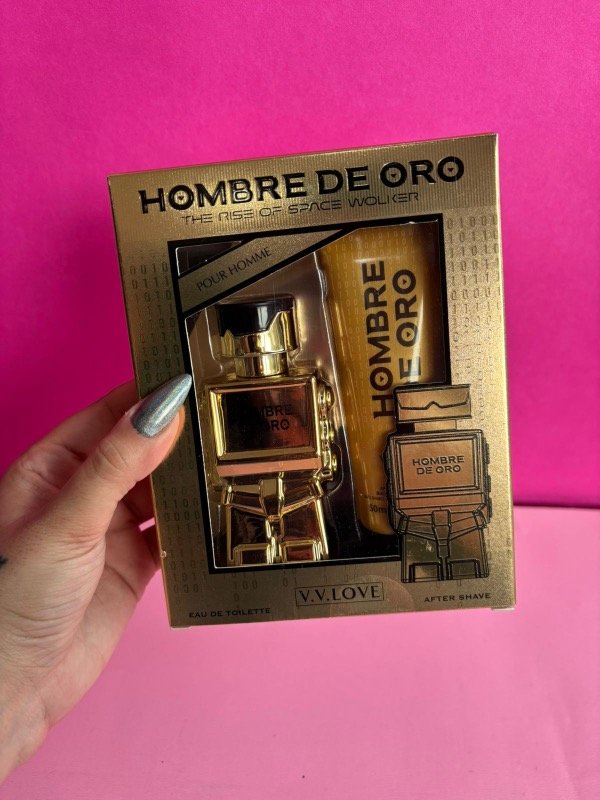 HOMBRE DE ORO
THE RISE OF SPACE WOLKER
POUR HOMME
HOMBRE
DE ORO
HOMBRE
DE ORO
50m
HOMBRE
DE ORO
V.V.LOVE
EAU DE TOILETTE
AFTER SHAVE